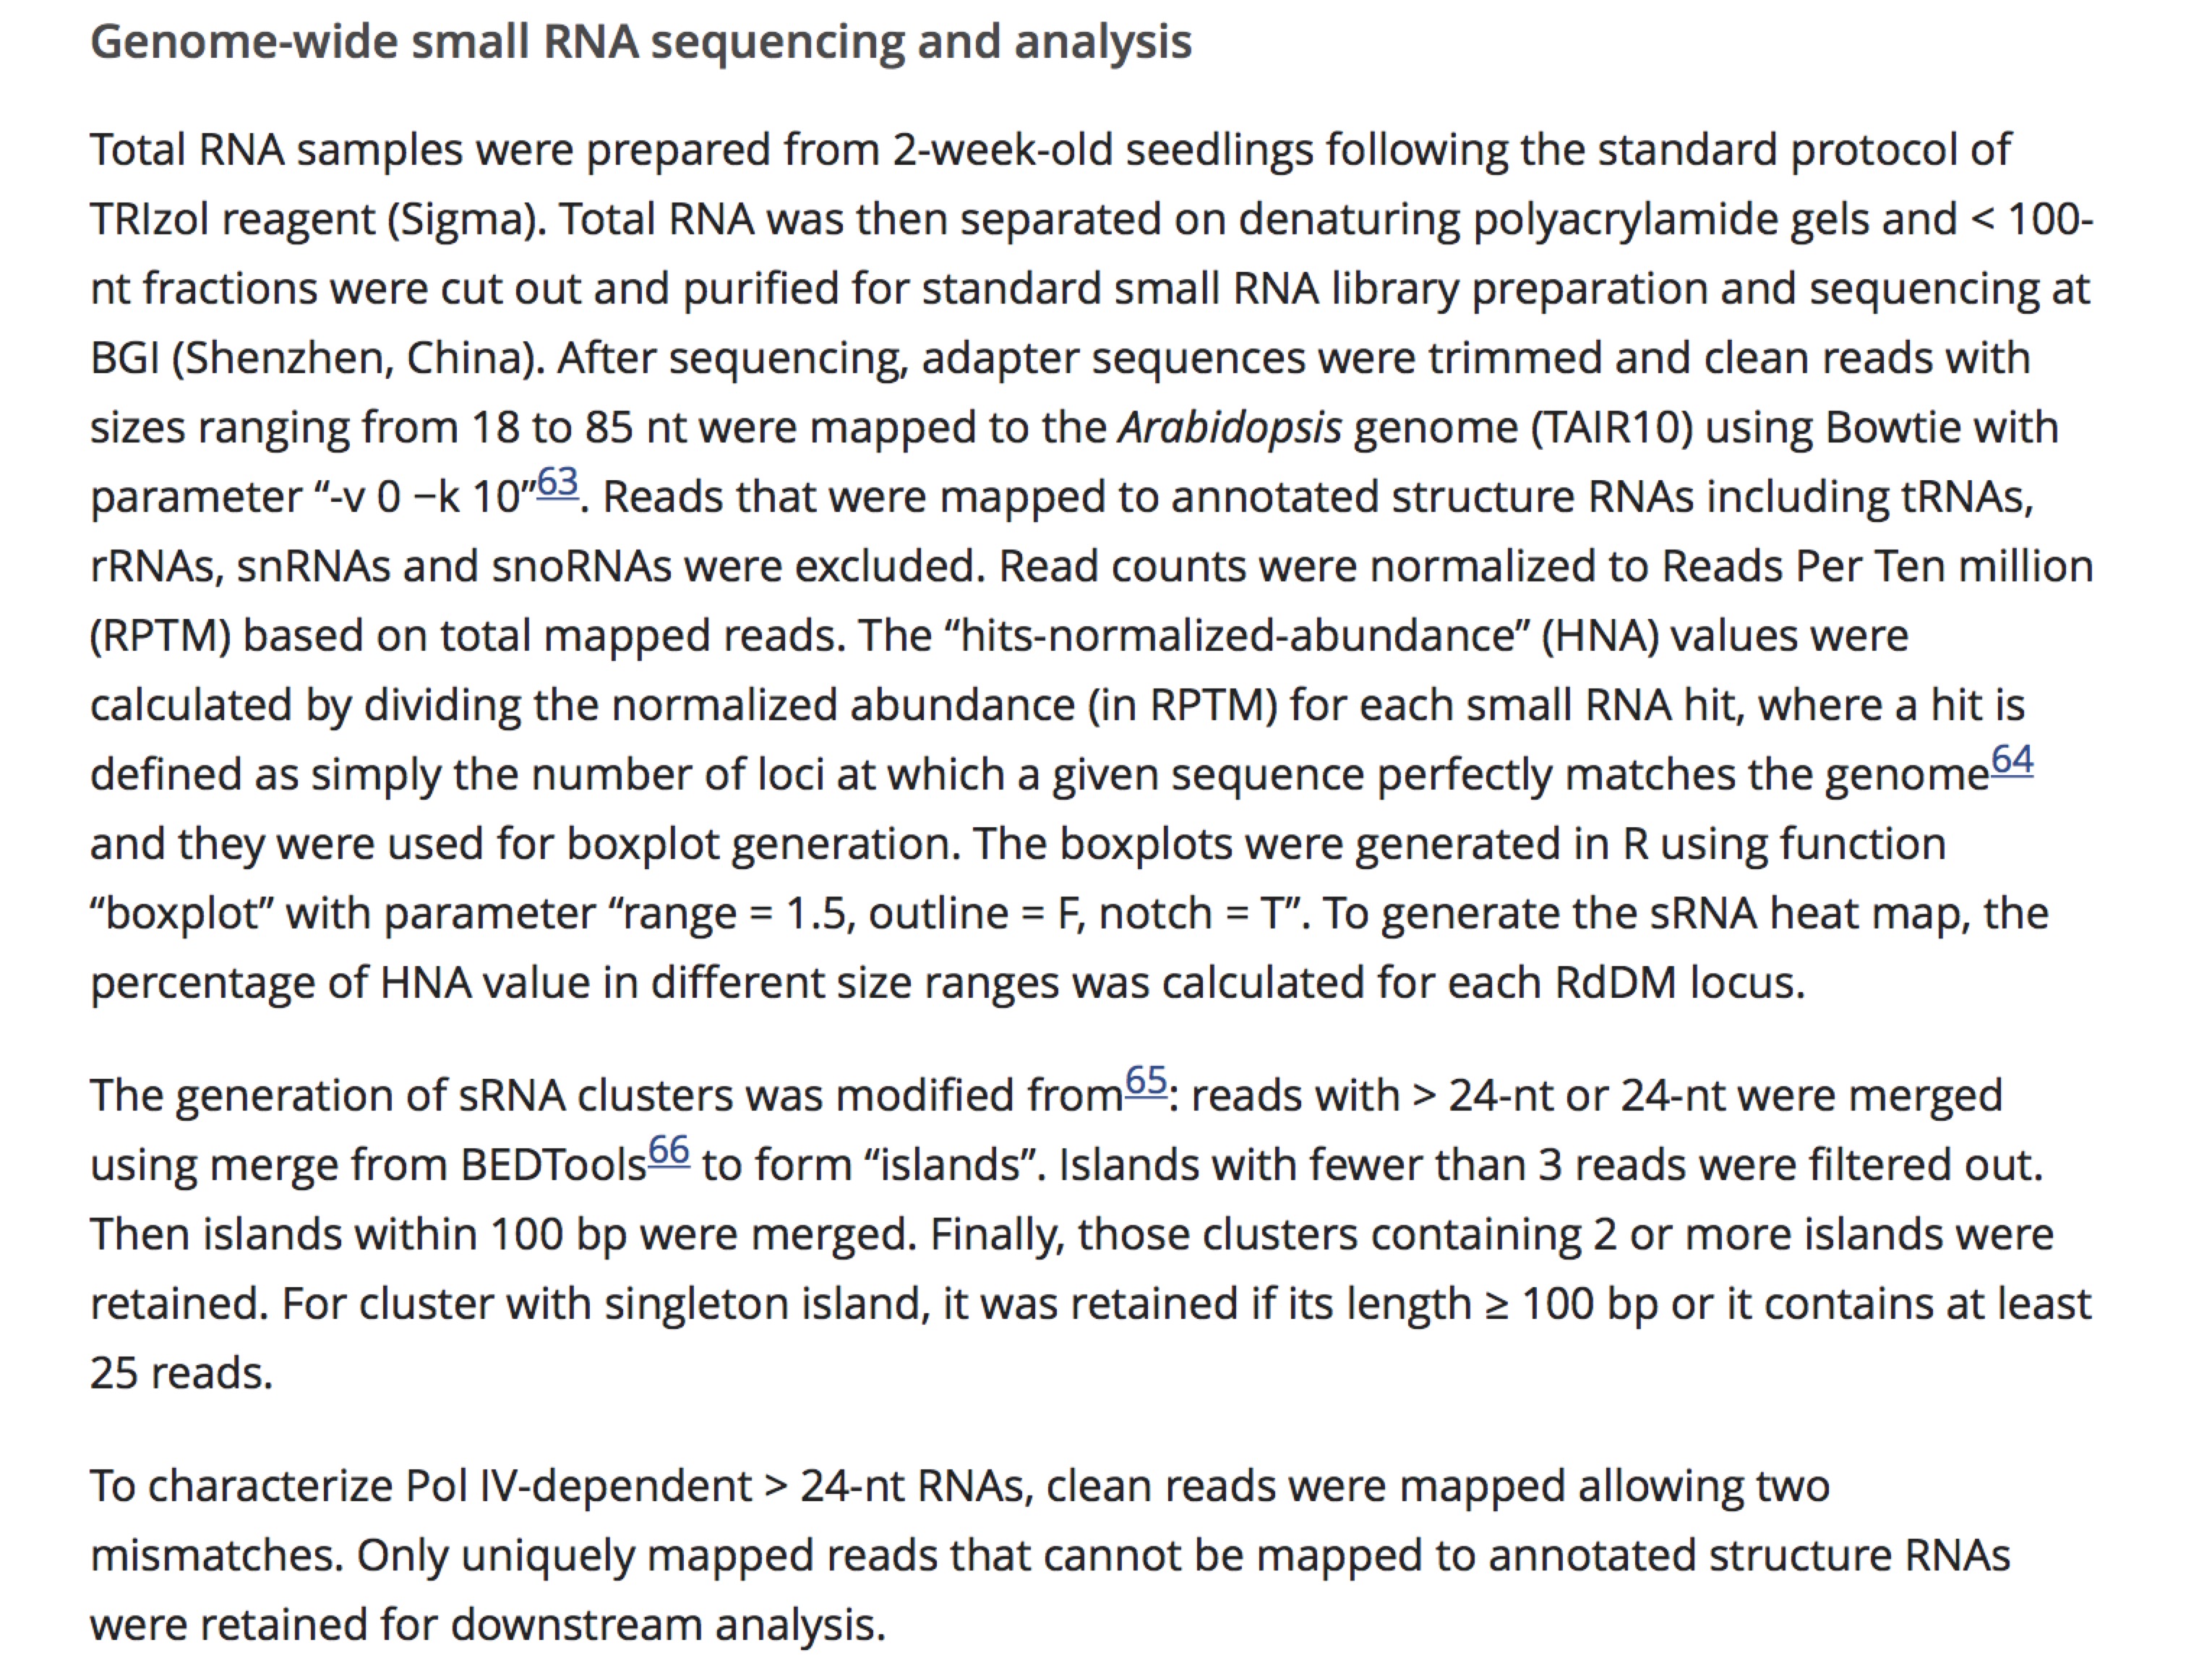 Genome-wide small RNA sequencing and analysis
Total RNA samples were prepared from 2-week-old seedlings following the standard protocol of
TRIzol reagent (Sigma). Total RNA was then separated on denaturing polyacrylamide gels and < 100-
nt fractions were cut out and purified for standard small RNA library preparation and sequencing at
BGI (Shenzhen, China). After sequencing, adapter sequences were trimmed and clean reads with
sizes ranging from 18 to 85 nt were mapped to the Arabidopsis genome (TAIR10) using Bowtie with
parameter “-v 0 −k 10”63. Reads that were mapped to annotated structure RNAs including tRNAs,
rRNAs, snRNAs and snoRNAs were excluded. Read counts were normalized to Reads Per Ten million
(RPTM) based on total mapped reads. The “hits-normalized-abundance” (HNA) values were
calculated by dividing the normalized abundance (in RPTM) for each small RNA hit, where a hit is
defined as simply the number of loci at which a given sequence perfectly matches the genome64
and they were used for boxplot generation. The boxplots were generated in R using function
“boxplot” with parameter “range = 1.5, outline = F, notch = T”. To generate the sRNA heat map, the
percentage of HNA value in different size ranges was calculated for each RdDM locus.
The generation of sRNA clusters was modified from65: reads with > 24-nt or 24-nt were merged
using merge from BEDTools66 to form “islands”. Islands with fewer than 3 reads were filtered out.
Then islands within 100 bp were merged. Finally, those clusters containing 2 or more islands were
retained. For cluster with singleton island, it was retained if its length ≥ 100 bp or it contains at least
25 reads.
To characterize Pol IV-dependent > 24-nt RNAs, clean reads were mapped allowing two
mismatches. Only uniquely mapped reads that cannot be mapped to annotated structure RNAs
were retained for downstream analysis.